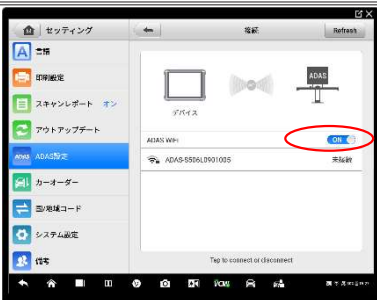 セッティング
接続
Refresh
A 言語
印刷設定
スキャンレポート オン
アウトアップデート
ADAS ADAS設定
カーオーダー
国/地域コード
システム設定
ADAS
デバイス
ADAS WiFi
ON
ADAS-S506L0901005
未接続
Tap to connect or disconnect